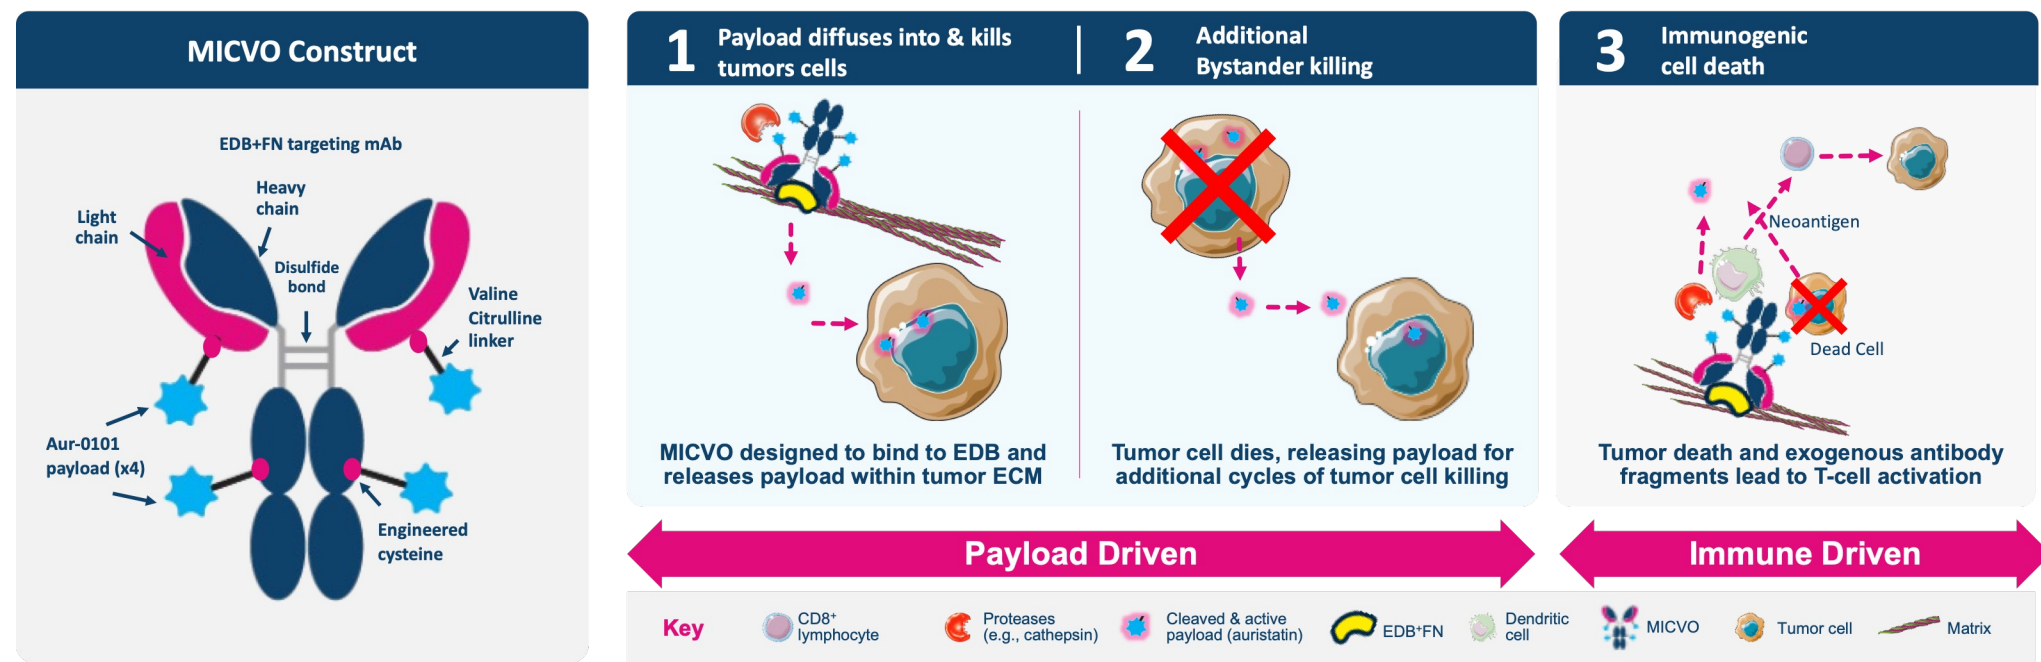 MICVO Construct
EDB+FN targeting mAb
Heavy
chain
Light
chain
Disulfide
bond
Valine
Citrulline
linker
Aur-0101
payload (x4)
Engineered
cysteine
1
Payload diffuses into & kills
tumors cells
2
Additional
Bystander killing
MICVO designed to bind to EDB and
releases payload within tumor ECM
Tumor cell dies, releasing payload for
additional cycles of tumor cell killing
3
Immunogenic
cell death
Neoantigen
Dead Cell
Tumor death and exogenous antibody
fragments lead to T-cell activation
Payload Driven
Immune Driven
Key
CD8⁺
lymphocyte
Proteases
(e.g., cathepsin)
Cleaved & active
payload (auristatin)
EDB⁺FN
Dendritic
cell
MICVO
Tumor cell
Matrix